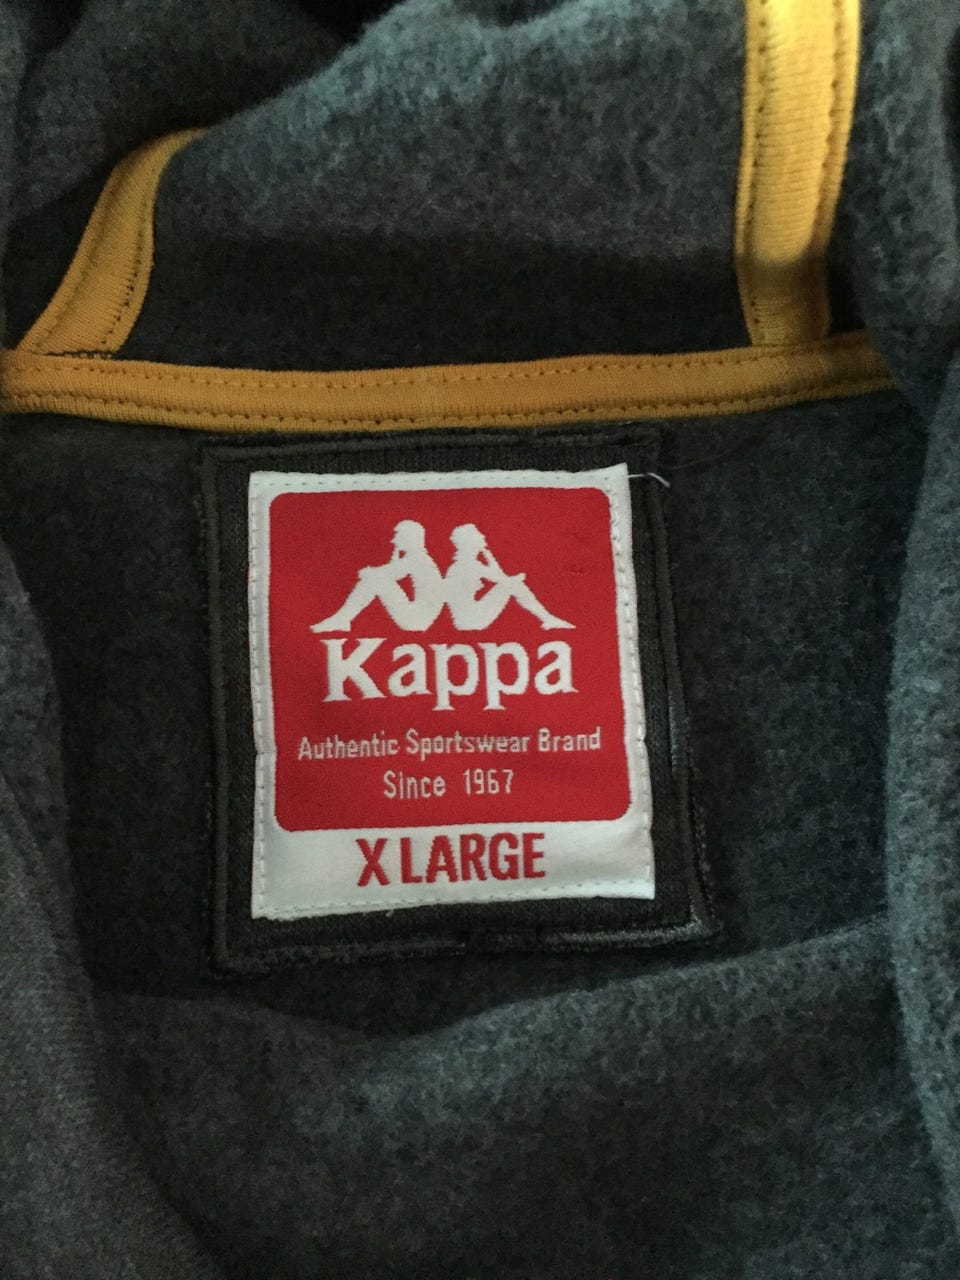 Kappa
Authentic Sportswear Brand
Since 1967
X LARGE